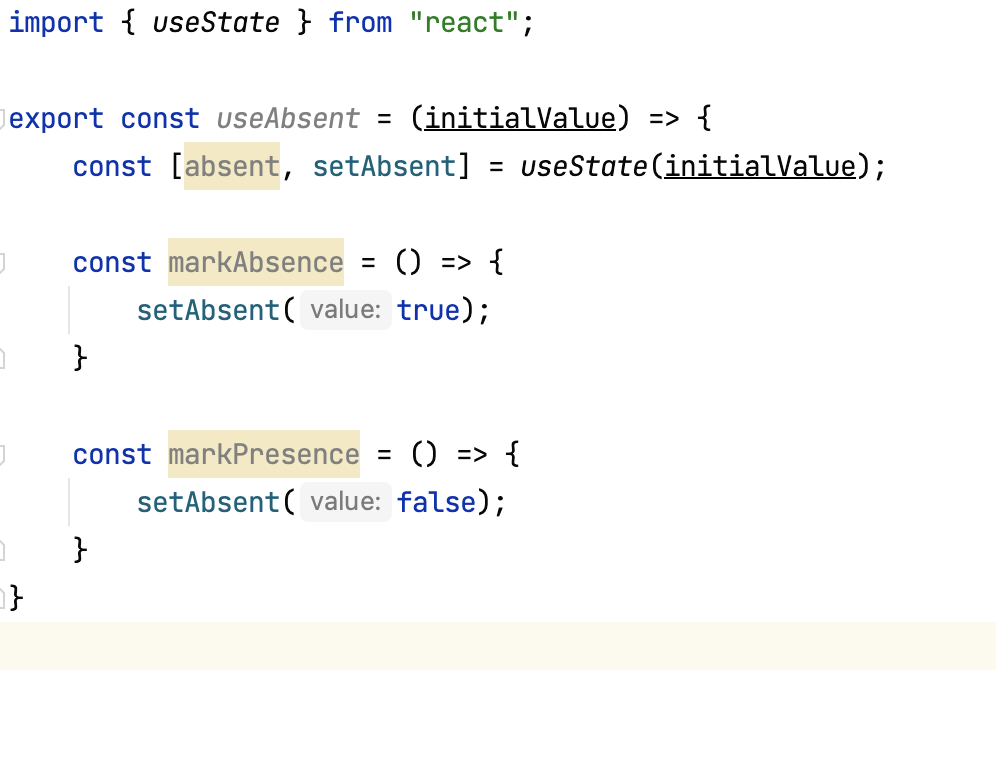 import { useState } from "react";
export const useAbsent = (initialValue) => {
const [absent, setAbsent] = useState(initialValue);
const markAbsence = () => {
setAbsent( value: true);
}
const markPresence = () => {
setAbsent( value: false);
}
}